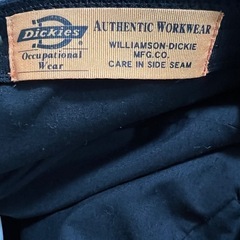 Dickies
Occupational
Wear
AUTHENTIC WORKWEAR
WILLIAMSON-DICKIE
MFG.CO.
CARE IN SIDE SEAM